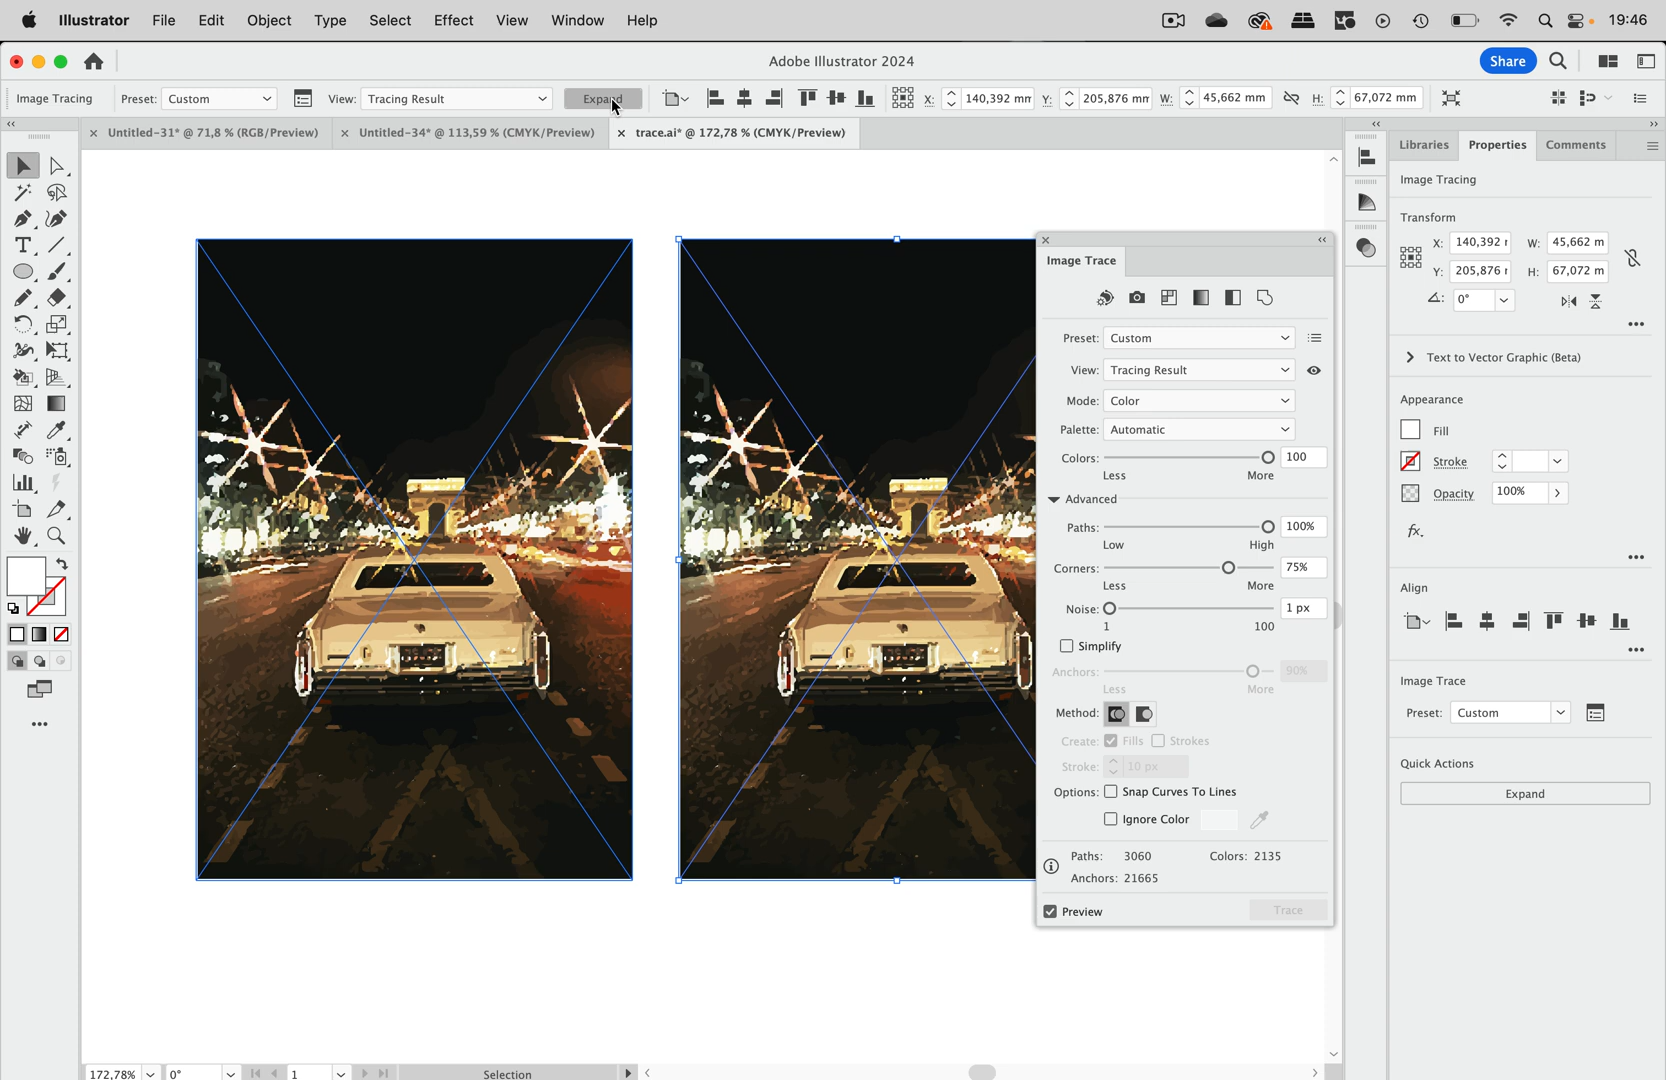 Illustrator File Edit Object Type Select Effect View Window Help 19:46
Adobe Illustrator 2024 Share
Image Tracing Preset: Custom View: Tracing Result Expand X: 140,392 mm Y: 205,876 mm W: 45,662 mm H: 67,072 mm
Untitled-31* @ 71,8 % (RGB/Preview) Untitled-34* @ 113,59 % (CMYK/Preview) trace.ai* @ 172,78 % (CMYK/Preview)
Libraries Properties Comments
Image Tracing
Transform
X: 140,392 W: 45,662 m
Y: 205,876 H: 67,072 m
0°
Text to Vector Graphic (Beta)
Appearance
Fill
Stroke
Opacity 100%
fx.
Align
Image Trace
Preset: Custom
Quick Actions
Expand
Image Trace
Preset: Custom
View: Tracing Result
Mode: Color
Palette: Automatic
Colors: 100
Less More
Advanced
Paths: 100%
Low High
Corners: 75%
Less More
Noise: 1 px
1 100
Simplify
Anchors: 90%
Less More
Method:
Create: Fills Strokes
Stroke: 10 px
Options: Snap Curves To Lines
Ignore Color
Paths: 3060 Colors: 2135
Anchors: 21665
Preview Trace
172,78% 0° 1 Selection